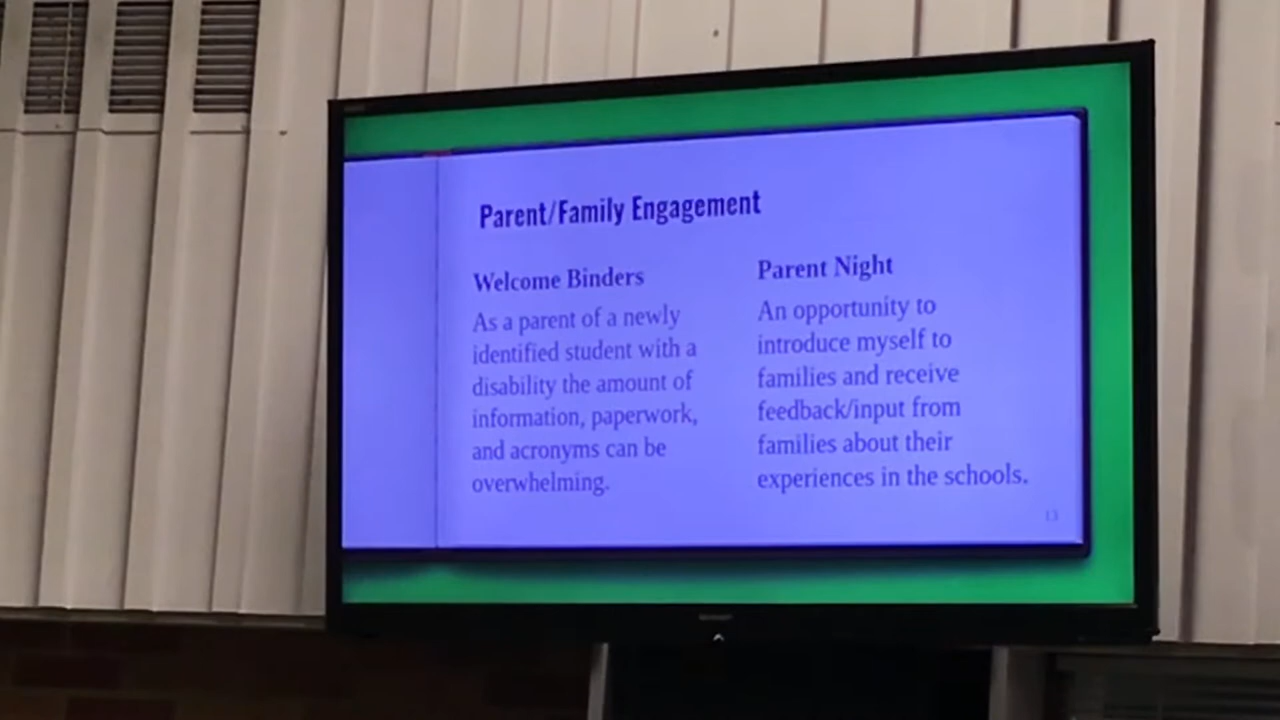 Parent/Family Engagement
Welcome Binders
As a parent of a newly
identified student with a
disability the amount of
information, paperwork,
and acronyms can be
overwhelming.
Parent Night
An opportunity to
introduce myself to
families and receive
feedback/input from
families about their
experiences in the schools.
13